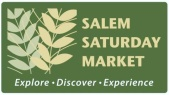 SALEM
SATURDAY
MARKET
Explore • Discover • Experience